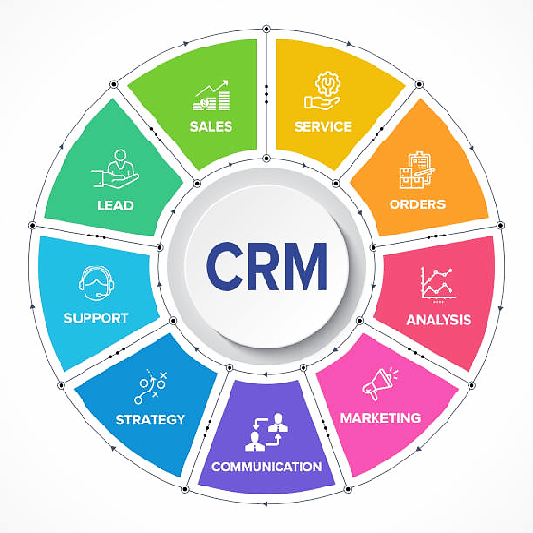 SALES
SERVICE
LEAD
ORDERS
CRM
SUPPORT
ANALYSIS
STRATEGY
MARKETING
COMMUNICATION